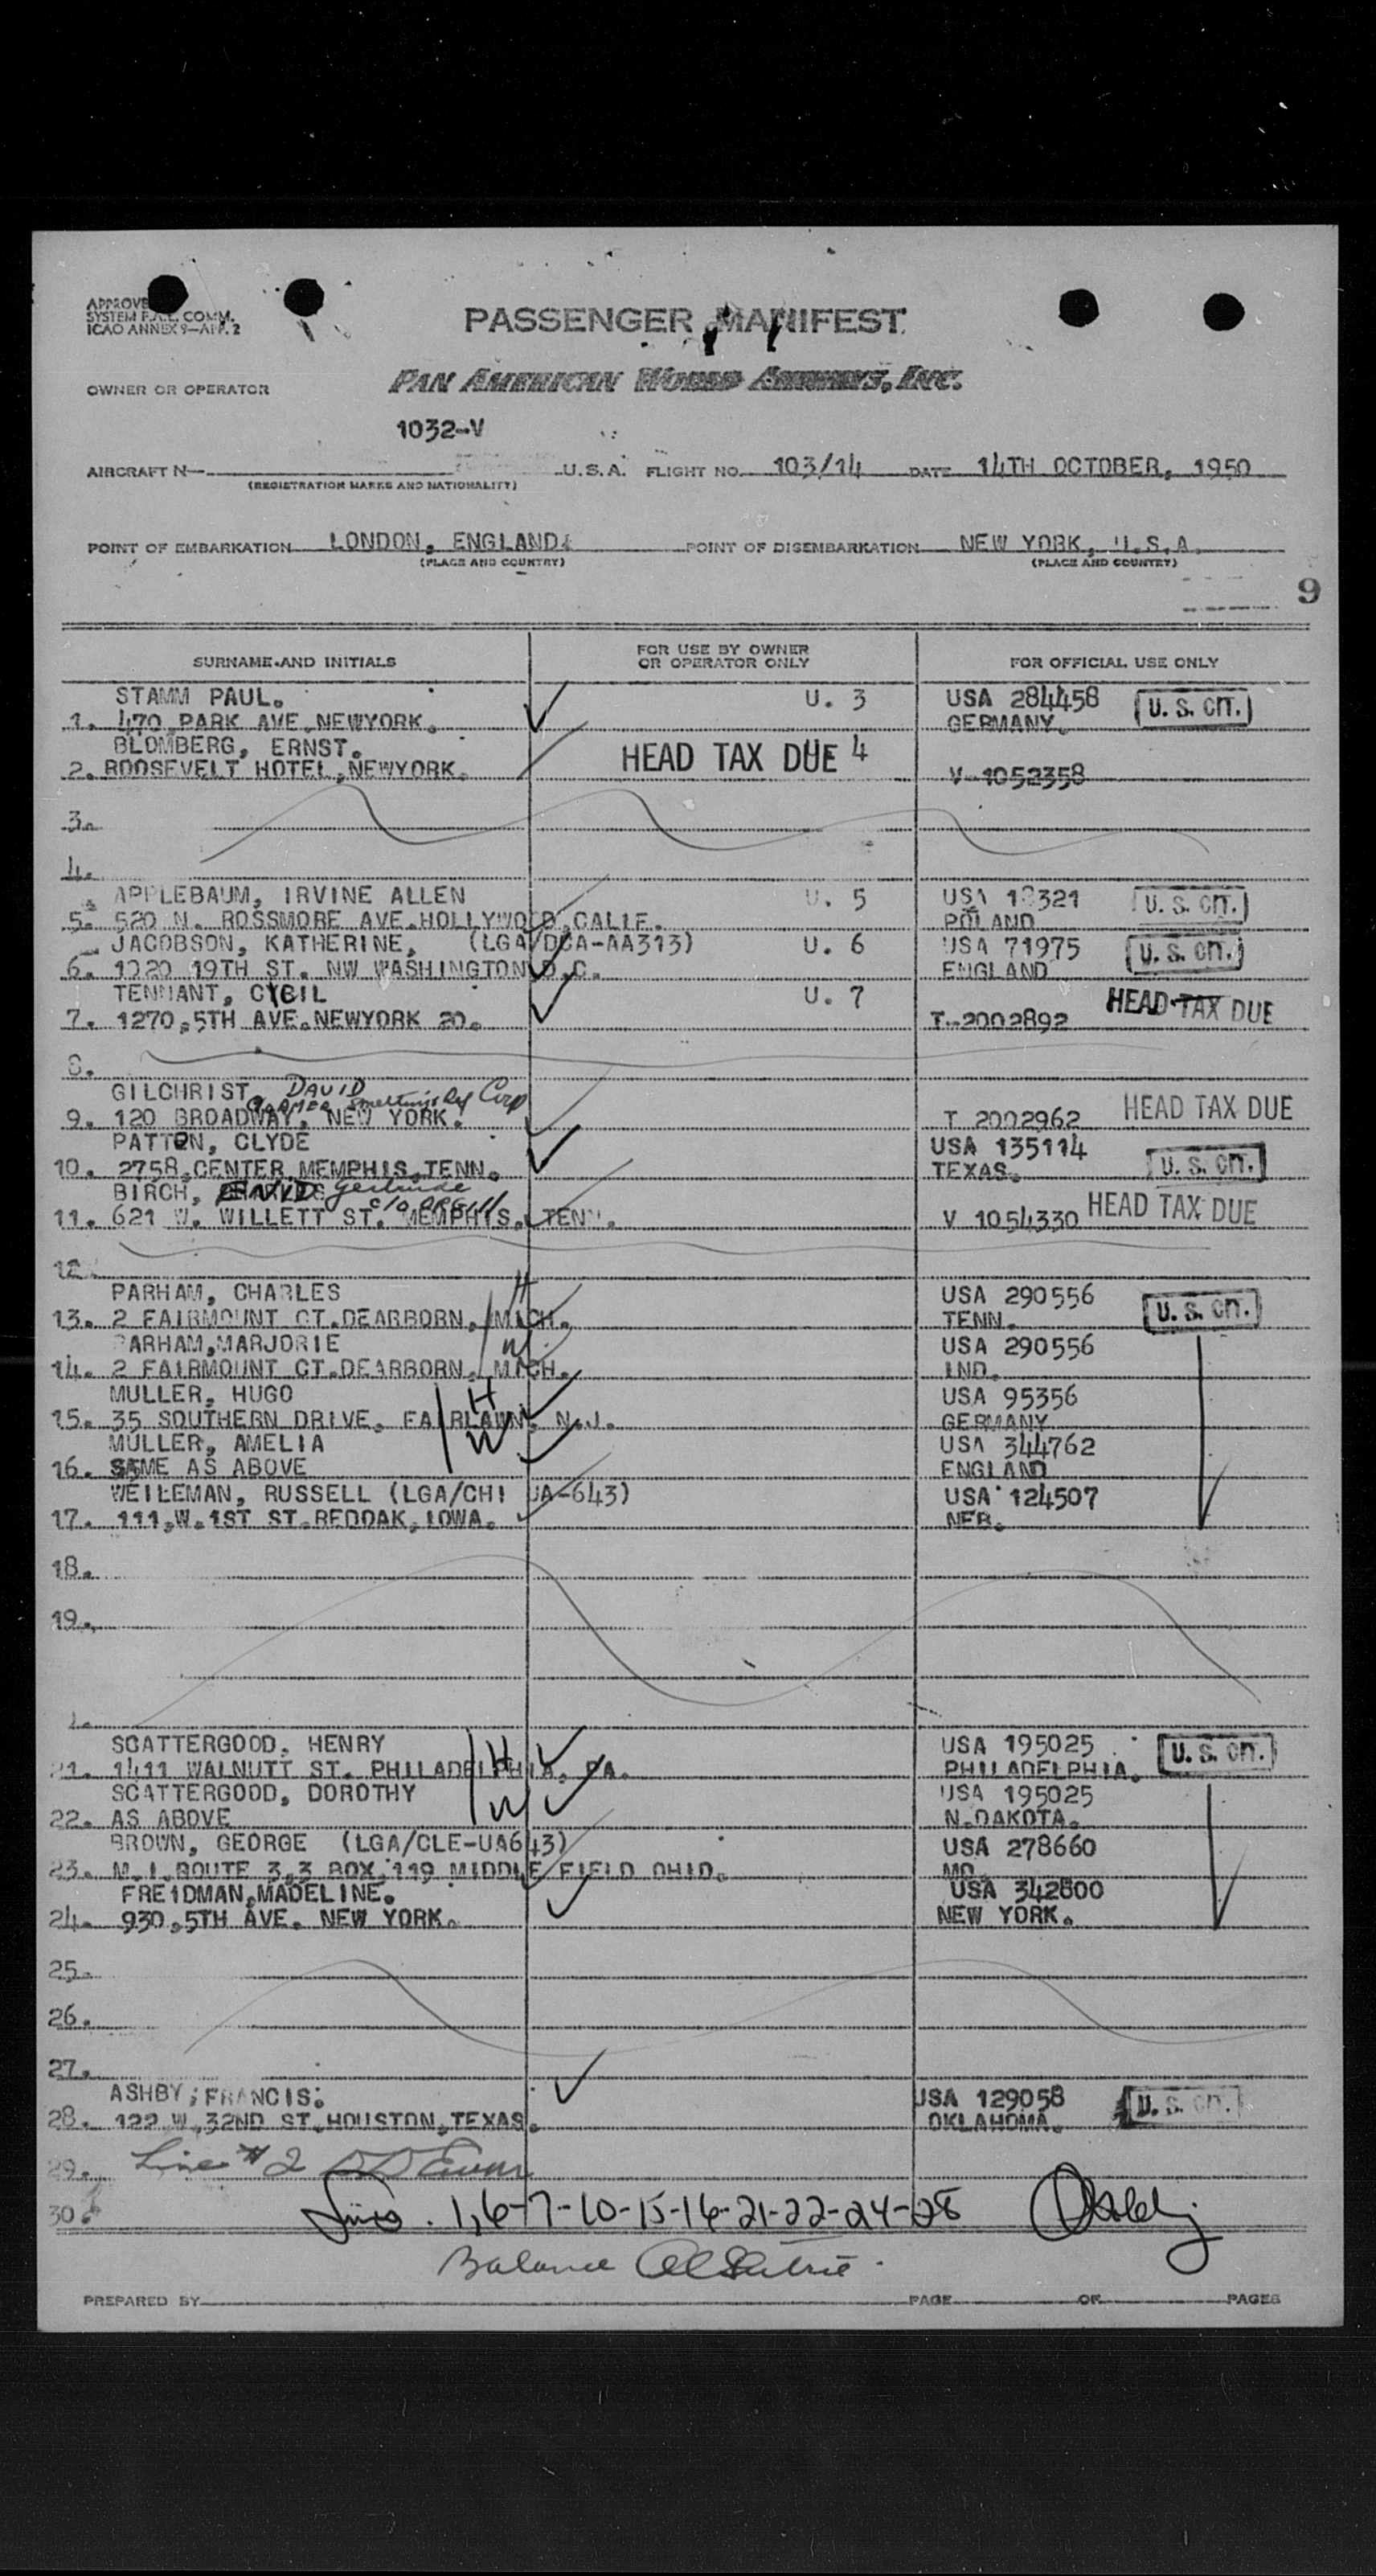 SYSTEM F.A.L. COMM.
ICAO ANNEX 9—APP. 2
PASSENGER MANIFEST
OWNER OR OPERATOR PAN AMERICAN WORLD AIRWAYS, INC.
1032-V
AIRCRAFT N— U.S.A. FLIGHT NO. 103/14 DATE 14TH OCTOBER, 1950
(REGISTRATION MARKS AND NATIONALITY)
POINT OF EMBARKATION LONDON, ENGLAND. POINT OF DISEMBARKATION NEW YORK, U.S.A.
(PLACE AND COUNTRY) (PLACE AND COUNTRY)
9
SURNAME AND INITIALS FOR USE BY OWNER OR OPERATOR ONLY FOR OFFICIAL USE ONLY
STAMM PAUL. U. 3 USA 284458 U. S. CIT.
1. 470 PARK AVE NEWYORK. GERMANY.
BLOMBERG, ERNST. HEAD TAX DUE 4
2. ROOSEVELT HOTEL, NEWYORK. V 1052358
3.
4.
APPLEBAUM, IRVINE ALLEN U. 5 USA U. S. CIT.
5. 520 N. ROSSMORE AVE.HOLLYWOOD,CALIF. POLAND
JACOBSON, KATHERINE, (LGA/DCA-AA313) U. 6 USA 71975 U. S. CIT.
6. 1020 19TH ST. NW WASHINGTON D.C. ENGLAND
TENNANT, CYCIL U. 7 HEAD TAX DUE
7. 1270,5TH AVE.NEWYORK 20. T-2002892
8.
GILCHRIST, DAVID Corp
9. 120 BROADWAY, NEW YORK. T 2002962 HEAD TAX DUE
PATTON, CLYDE USA 135114
10. 2758,CENTER,MEMPHIS,TENN. TEXAS. U. S. CIT.
BIRCH, Gertrude
11. 621 W. WILLETT ST. MEMPHIS. TENN. V 1054330 HEAD TAX DUE
12.
PARHAM, CHARLES H USA 290556 U. S. CIT.
13. 2 FAIRMOUNT CT.DEARBORN, MICH. TENN.
PARHAM,MARJORIE W USA 290556
14. 2 FAIRMOUNT CT.DEARBORN, MICH. IND.
MULLER, HUGO H USA 95356
15. 35 SOUTHERN DRIVE, FAIRLAWN, N.J. GERMANY
MULLER, AMELIA W USA 344762
16. SAME AS ABOVE ENGLAND
WEILEMAN, RUSSELL (LGA/CHI UA-643) USA 124507
17. 111,W.1ST ST.REDOAK,IOWA. NEB.
18.
19.
SCATTERGOOD, HENRY H USA 195025 U. S. CIT.
21. 1411 WALNUTT ST. PHILADELPHIA, PA. PHILADELPHIA.
SCATTERGOOD, DOROTHY W USA 195025
22. AS ABOVE N.DAKOTA.
BROWN, GEORGE (LGA/CLE-UA643) USA 278660
23. M.I.ROUTE 3,3 BOX,119 MIDDLE FIELD OHIO. MO.
FREIDMAN,MADELINE. USA 342800
24. 930,5TH AVE. NEW YORK. NEW YORK.
25.
26.
27.
ASHBY,FRANCIS. USA 129058 U. S. CIT.
28. 122 W,32ND ST.HOUSTON,TEXAS. OKLAHOMA.
29. Line #2
30. Lines. 1,6-7-10-15-16-21-22-24-28
Balance
PREPARED BY PAGE OF PAGES